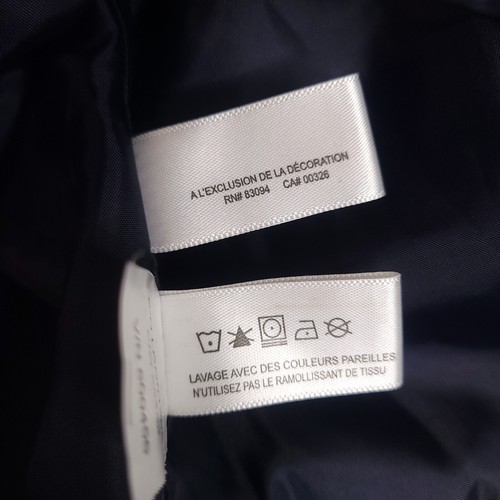 A L'EXCLUSION DE LA DÉCORATION
RN# 83094 CA# 00326
LAVAGE AVEC DES COULEURS PAREILLES
N'UTILISEZ PAS LE RAMOLLISSANT DE TISSU